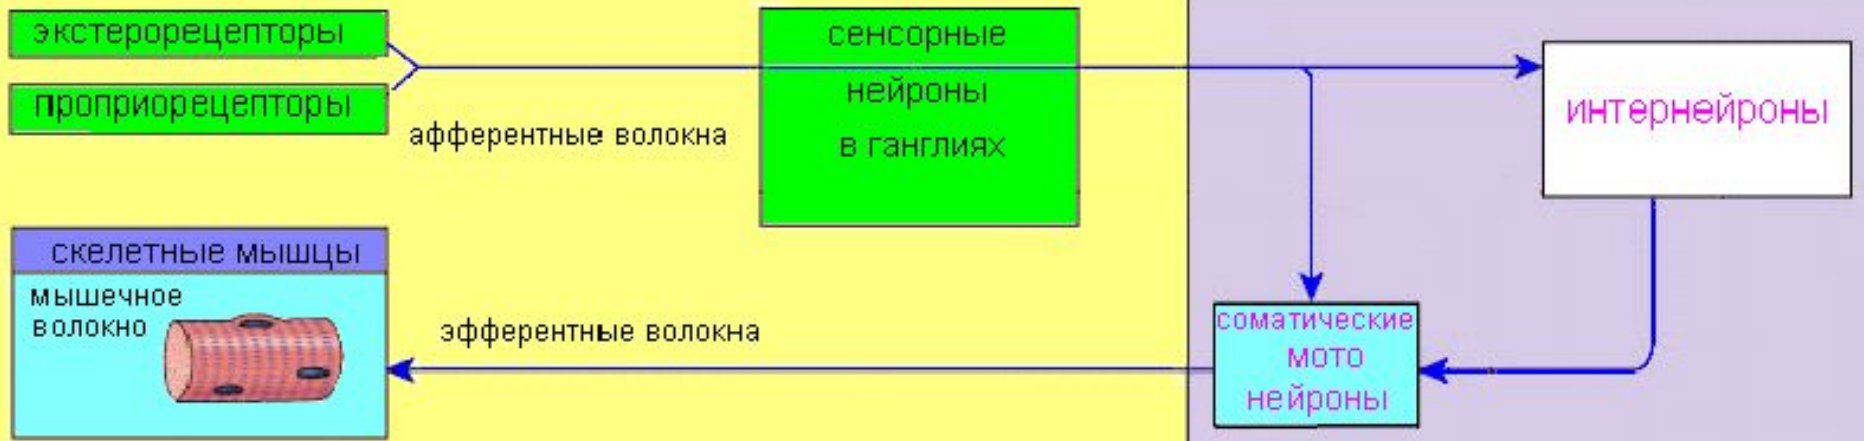 экстерорецепторы
проприорецепторы
афферентные волокна
сенсорные
нейроны
в ганглиях
интернейроны
скелетные мышцы
мышечное
волокно
эфферентные волокна
соматические
мото
нейроны